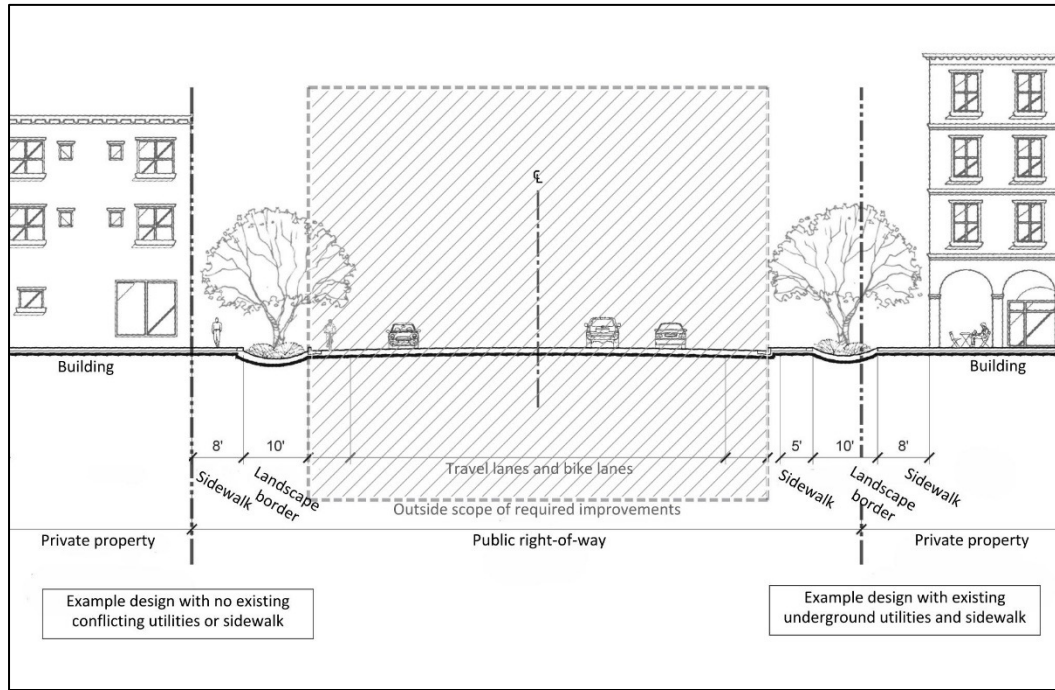 ℄
Building
Building
8'
10'
5'
10'
8'
Sidewalk
Landscape
border
Travel lanes and bike lanes
Sidewalk
Landscape
border
Sidewalk
Outside scope of required improvements
Private property
Public right-of-way
Private property
Example design with no existing
conflicting utilities or sidewalk
Example design with existing
underground utilities and sidewalk